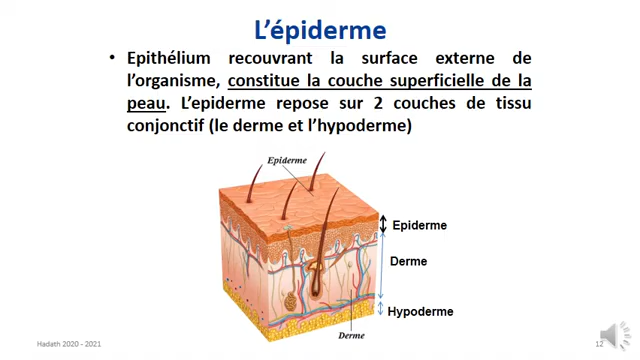 L’épiderme
• Epithélium recouvrant la surface externe de
l’organisme, constitue la couche superficielle de la
peau. L’epiderme repose sur 2 couches de tissu
conjonctif (le derme et l’hypoderme)
Epiderme
Epiderme
Derme
Hypoderme
Derme
Hadath 2020 - 2021
12